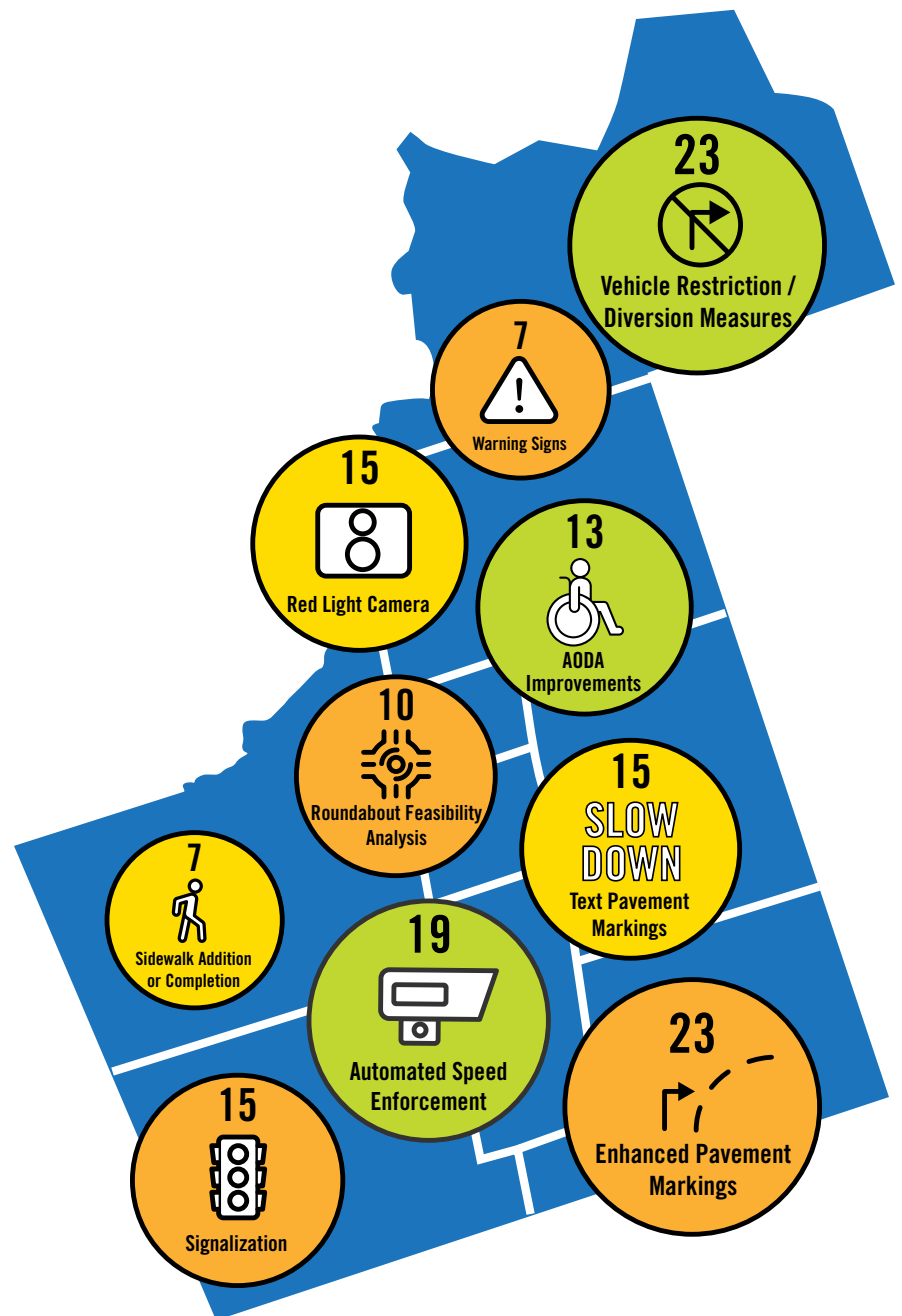 23
Vehicle Restriction /
Diversion Measures
7
Warning Signs
15
Red Light Camera
13
AODA
Improvements
10
Roundabout Feasibility
Analysis
15
SLOW
DOWN
Text Pavement
Markings
7
Sidewalk Addition
or Completion
19
Automated Speed
Enforcement
23
Enhanced Pavement
Markings
15
Signalization